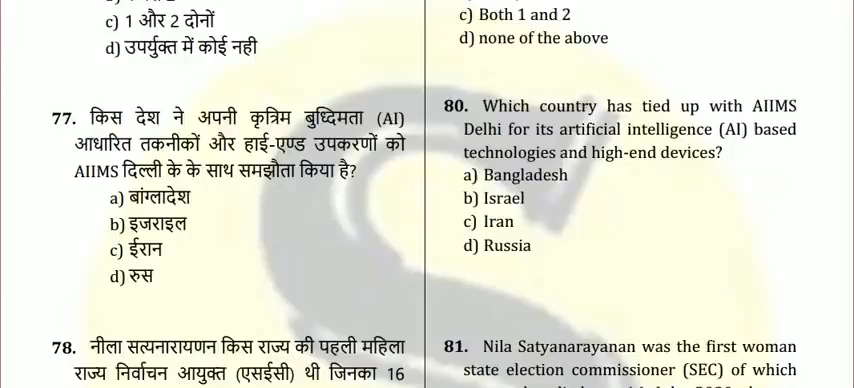 c) 1 और 2 दोनों
d) उपर्युक्त में कोई नही
77. किस देश ने अपनी कृत्रिम बुध्दिमता (AI)
आधारित तकनीकों और हाई-एण्ड उपकरणों को
AIIMS दिल्ली के के साथ समझौता किया है?
a) बांग्लादेश
b) इजराइल
c) ईरान
d) रुस
78. नीला सत्यनारायणन किस राज्य की पहली महिला
राज्य निर्वाचन आयुक्त (एसईसी) थी जिनका 16
c) Both 1 and 2
d) none of the above
80. Which country has tied up with AIIMS
Delhi for its artificial intelligence (AI) based
technologies and high-end devices?
a) Bangladesh
b) Israel
c) Iran
d) Russia
81. Nila Satyanarayanan was the first woman
state election commissioner (SEC) of which